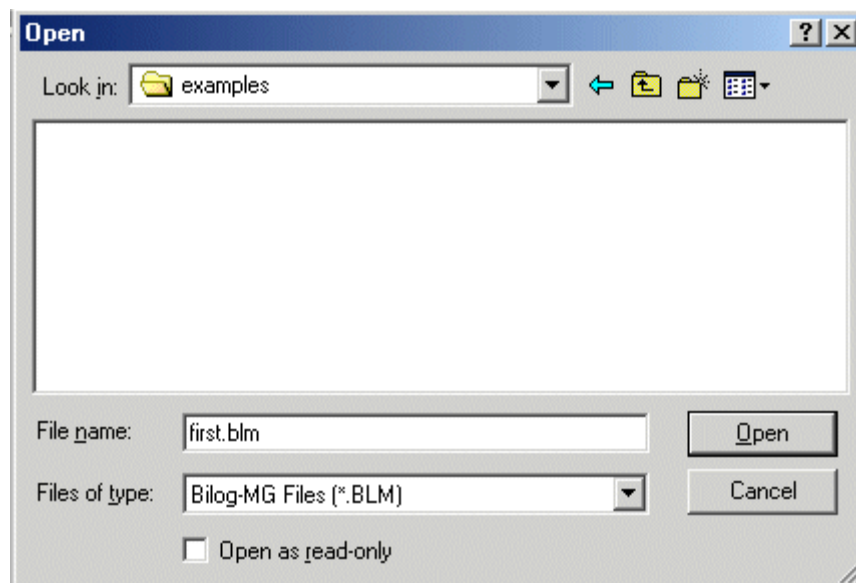 Open
Look in: examples
File name: first.blm Open
Files of type: Bilog-MG Files (*.BLM) Cancel
Open as read-only